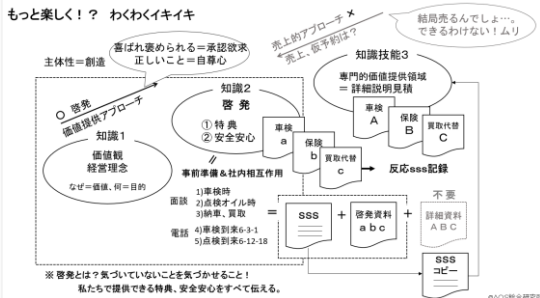 もっと楽しく！？ わくわくイキイキ
売上的アプローチ ×
売上、仮予約は？
結局売るんでしょ…。
できるわけない！ムリ
喜ばれ褒められる＝承認欲求
正しいこと＝自尊心
主体性＝創造
○ 啓発
価値提供アプローチ
知識1
価値観
経営理念
なぜ＝価値、何＝目的
知識2
啓 発
① 特 典
② 安全安心
車検
a
保険
b
買取代替
c
知識技能3
専門的価値提供領域
＝詳細説明見積
車検
A
保険
B
買取代替
C
反応sss記録
事前準備＆社内相互作用
面談
1)車検時
2)点検オイル時
3)納車、買取
電話
4)車検到来6-3-1
5)点検到来6-12-18
＝
SSS
＋
啓発資料
a b c
＋
不 要
詳細資料
A B C
SSS
コピー
※ 啓発とは？気づいていないことを気づかせること！
私たちで提供できる特典、安全安心をすべて伝える。